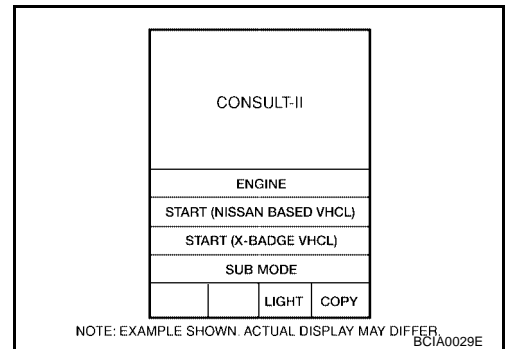 CONSULT-II
ENGINE
START (NISSAN BASED VHCL)
START (X-BADGE VHCL)
SUB MODE
LIGHT COPY
NOTE: EXAMPLE SHOWN. ACTUAL DISPLAY MAY DIFFER.
BCIA0029E